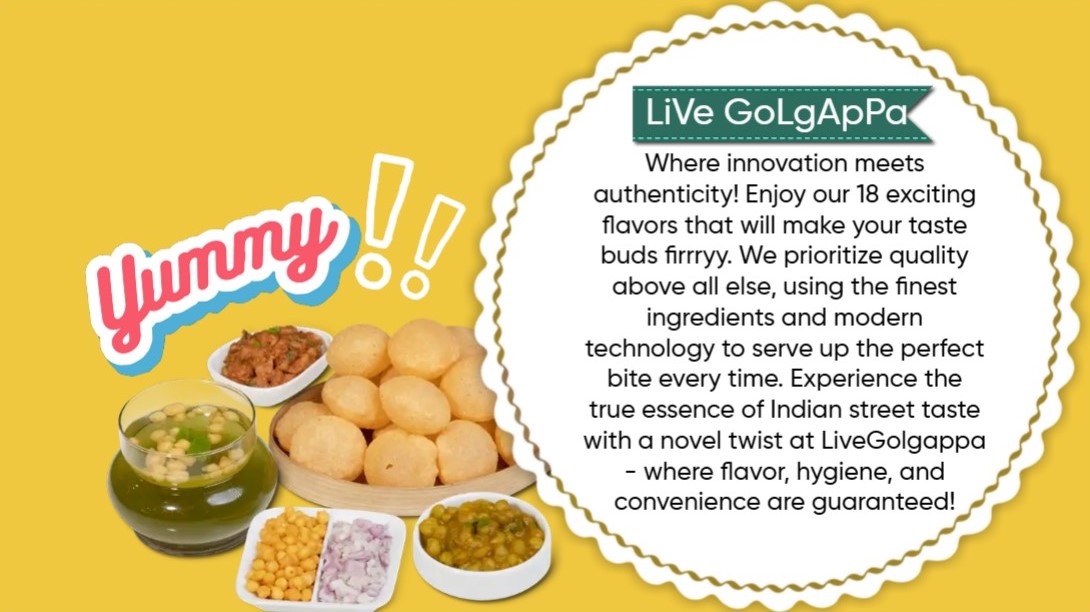 Yummy!!
LiVe GoLgApPa
Where innovation meets
authenticity! Enjoy our 18 exciting
flavors that will make your taste
buds firrryy. We prioritize quality
above all else, using the finest
ingredients and modern
technology to serve up the perfect
bite every time. Experience the
true essence of Indian street taste
with a novel twist at LiveGolgappa
- where flavor, hygiene, and
convenience are guaranteed!